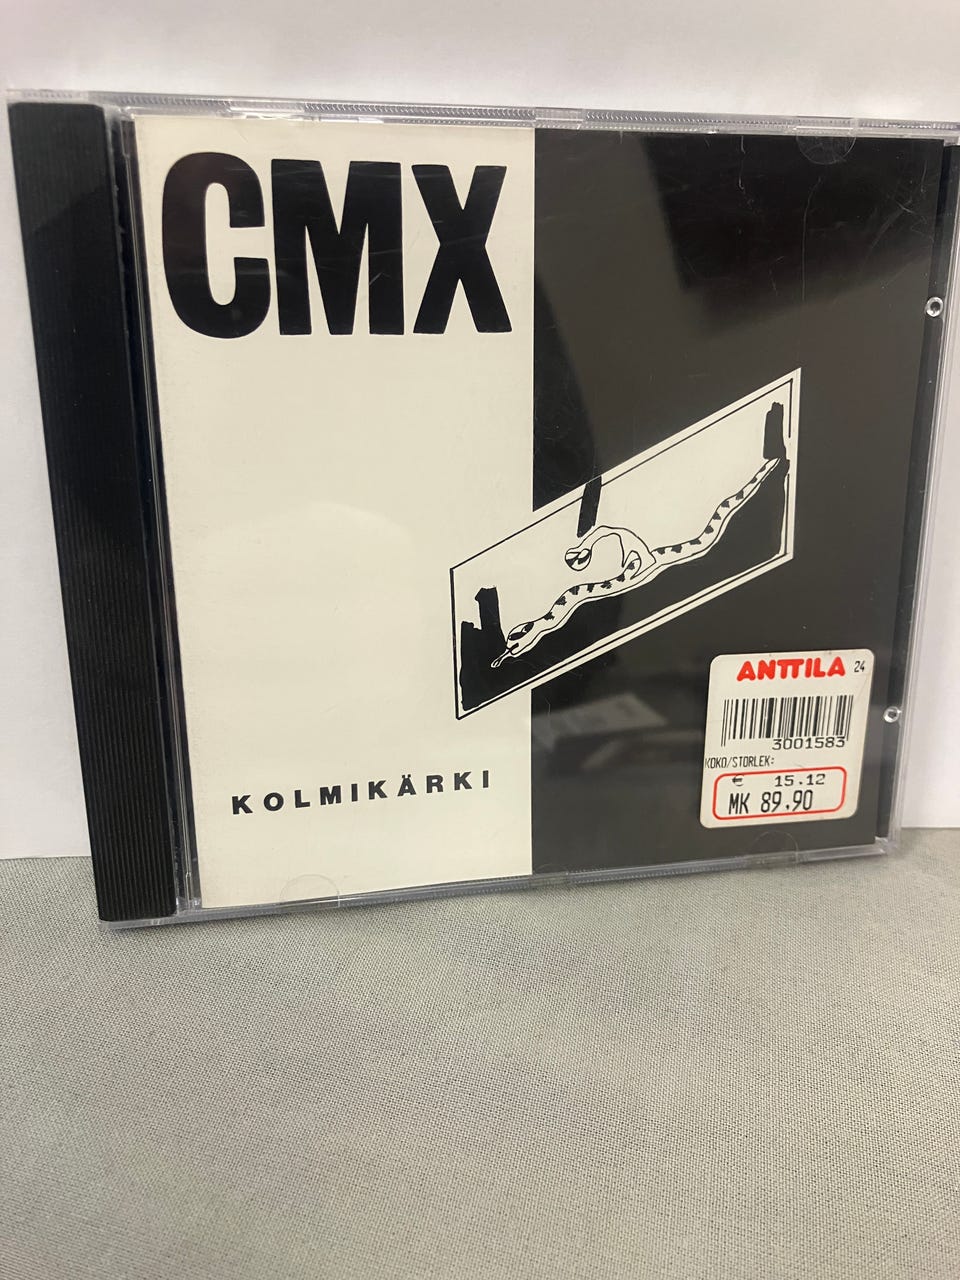 CMX
KOLMIKÄRKI
ANTTILA 24
3001583
KOKO/STORLEK:
€ 15.12
MK 89,90